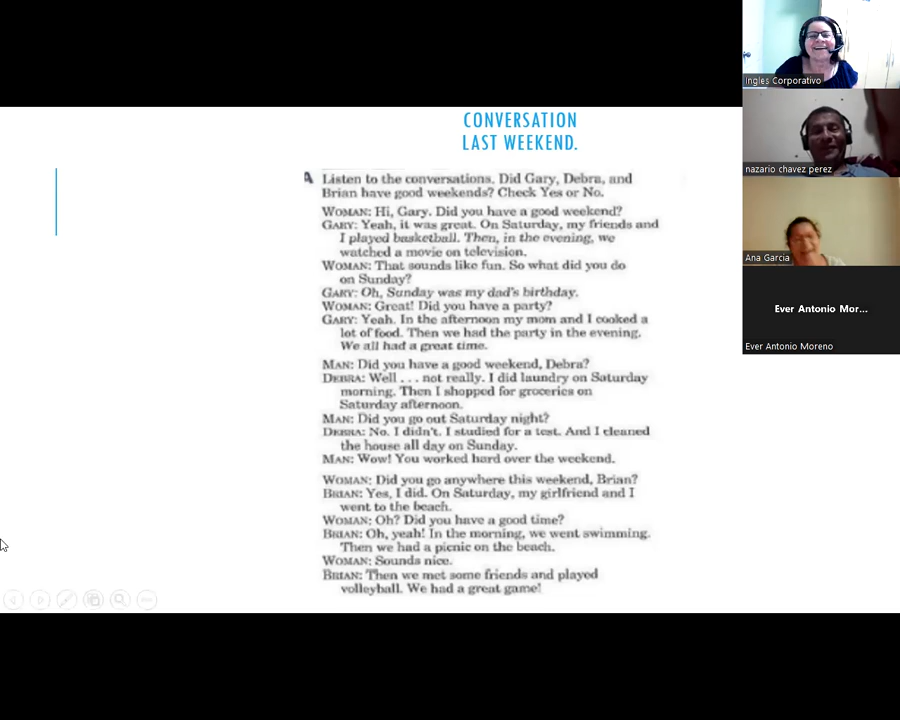 CONVERSATION
LAST WEEKEND.
A Listen to the conversations. Did Gary, Debra, and
Brian have good weekends? Check Yes or No.
WOMAN: Hi, Gary. Did you have a good weekend?
GARY: Yeah, it was great. On Saturday, my friends and
I played basketball. Then, in the evening, we
watched a movie on television.
WOMAN: That sounds like fun. So what did you do
on Sunday?
GARY: Oh, Sunday was my dad's birthday.
WOMAN: Great! Did you have a party?
GARY: Yeah. In the afternoon my mom and I cooked a
lot of food. Then we had the party in the evening.
We all had a great time.
MAN: Did you have a good weekend, Debra?
DEBRA: Well . . . not really. I did laundry on Saturday
morning. Then I shopped for groceries on
Saturday afternoon.
MAN: Did you go out Saturday night?
DEBRA: No. I didn't. I studied for a test. And I cleaned
the house all day on Sunday.
MAN: Wow! You worked hard over the weekend.
WOMAN: Did you go anywhere this weekend, Brian?
BRIAN: Yes, I did. On Saturday, my girlfriend and I
went to the beach.
WOMAN: Oh? Did you have a good time?
BRIAN: Oh, yeah! In the morning, we went swimming.
Then we had a picnic on the beach.
WOMAN: Sounds nice.
BRIAN: Then we met some friends and played
volleyball. We had a great game!
Ingles Corporativo
nazario chavez perez
Ana Garcia
Ever Antonio Mor...
Ever Antonio Moreno